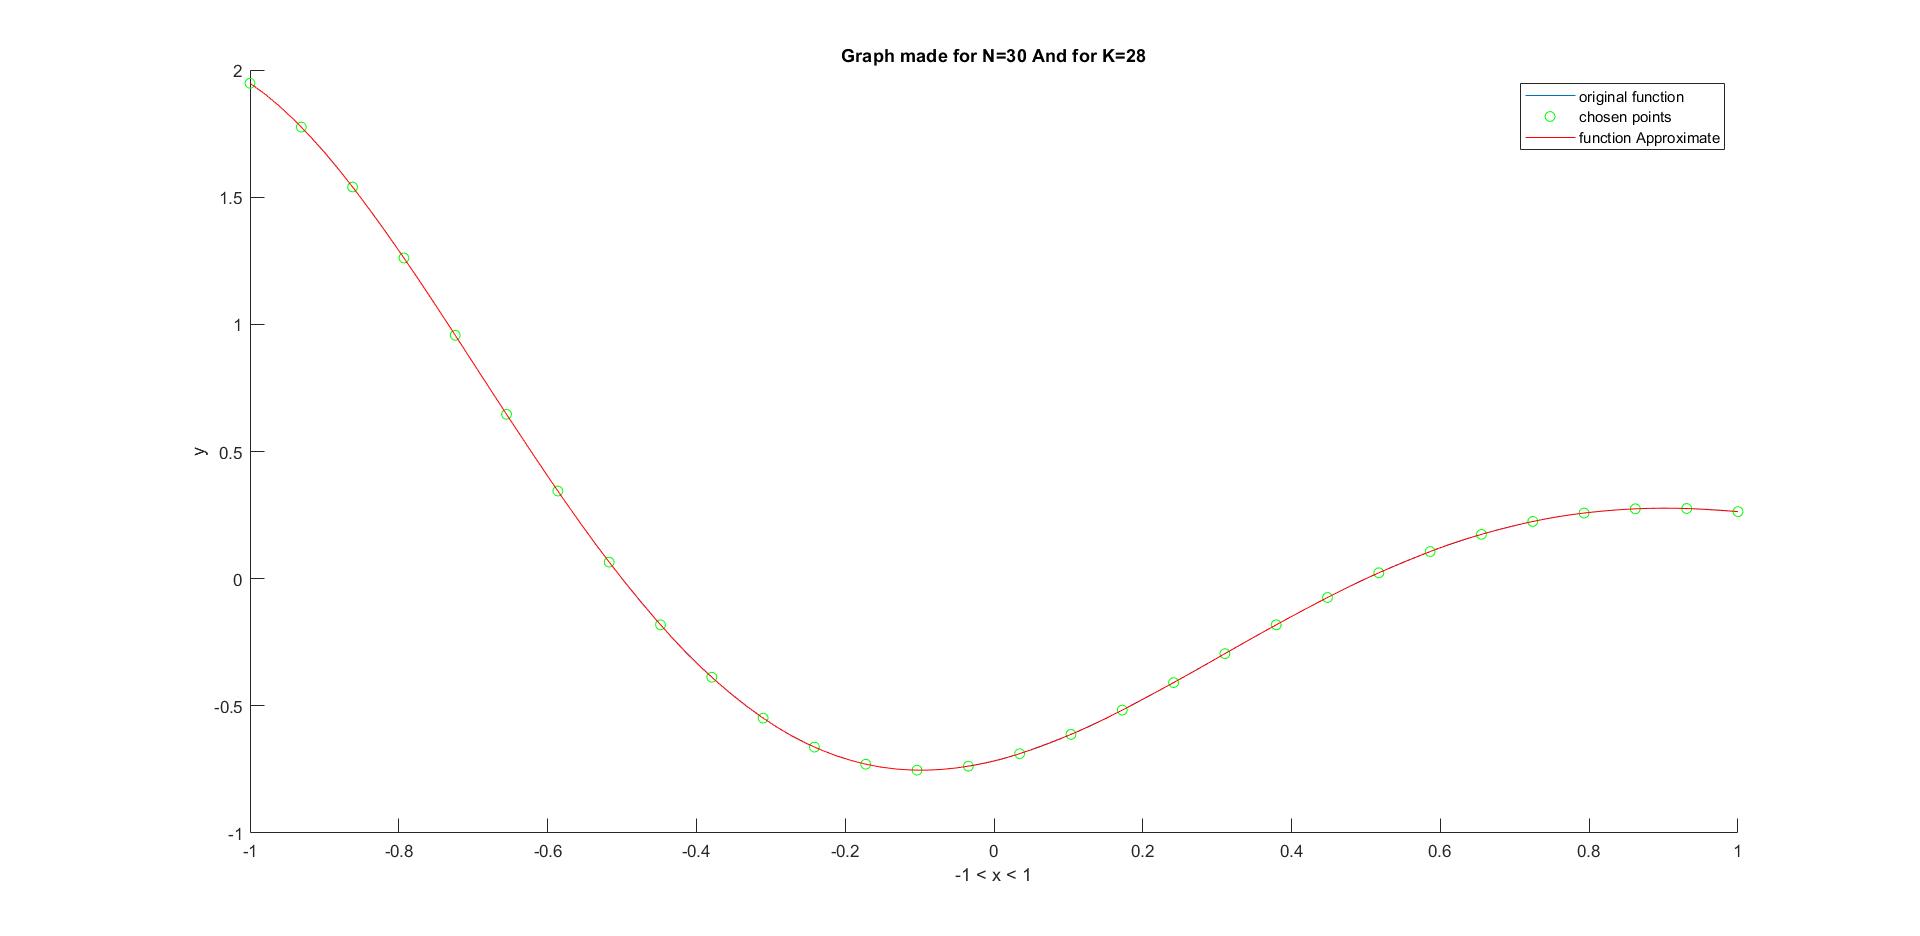 Graph made for N=30 And for K=28
original function
chosen points
function Approximate
2
1.5
1
0.5
0
-0.5
-1
y
-1 -0.8 -0.6 -0.4 -0.2 0 0.2 0.4 0.6 0.8 1
-1 < x < 1